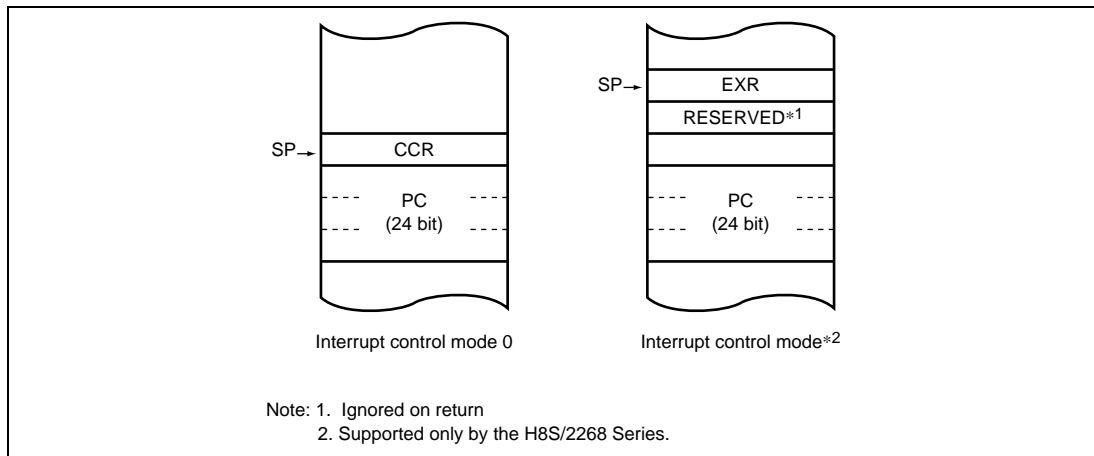 SP→ CCR
PC
(24 bit)
Interrupt control mode 0
SP→ EXR
RESERVED*1
PC
(24 bit)
Interrupt control mode*2
Note: 1. Ignored on return
2. Supported only by the H8S/2268 Series.